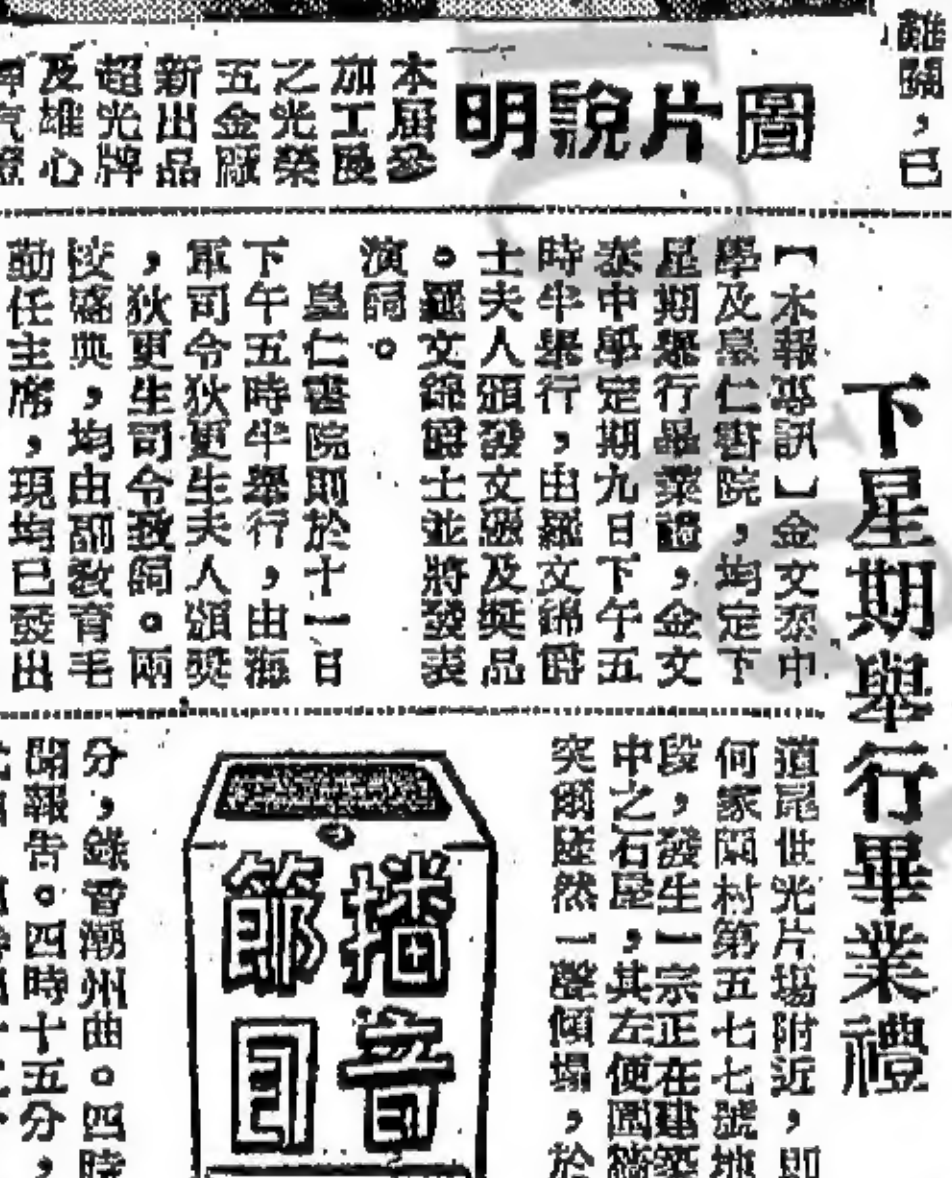 難關，已
圖片說明
本屆參
加工展
之光榮
五金廠
新出品
超光牌
及雄心
下星期舉行畢業禮
【本報專訊】金文泰中
學及皇仁書院，均定下
星期舉行畢業禮，金文
泰中學定期九日下午五
時半舉行，由羅文錦爵
士夫人頒發文憑及獎品
。羅文錦爵士並將發表
演詞。
皇仁書院則於十一日
下午五時半舉行，由海
軍司令狄更生夫人頒獎
，狄更生司令致詞。兩
校盛典，均由副教育毛
勤任主席，現均已發出
道尾世光片場附近，即
何家園村第五七七號地
段，發生一宗正在建築
中之石屋，其左便圍牆
突爾隆然一聲傾塌，於
播音
節目
分，錄音潮州曲。四時
聞報告。四時十五分，